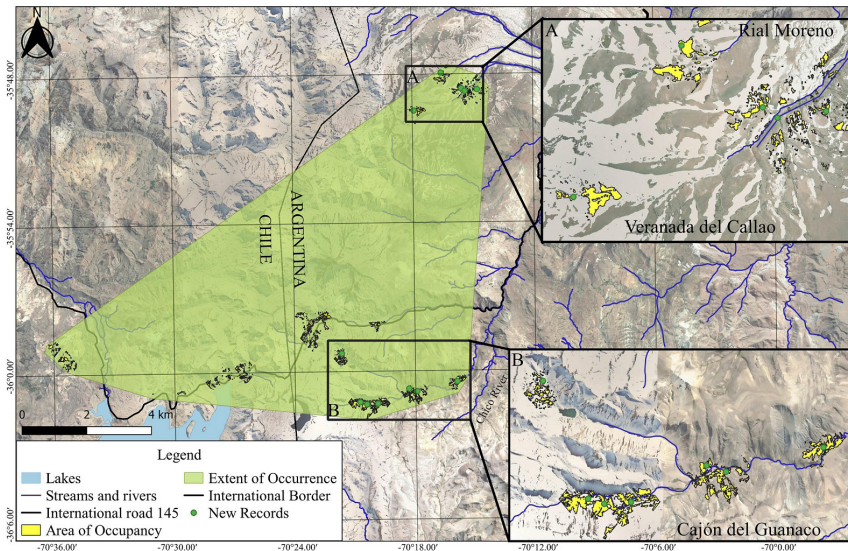 N
A
Rial Moreno
Veranada del Callao
A
ARGENTINA
CHILE
B
Chico River
B
Cajón del Guanaco
-35°48.00'
-35°54.00'
-36°0.00'
-36°6.00'
0 2 4 km
Legend
Lakes
Streams and rivers
International road 145
Area of Occupancy
Extent of Occurrence
International Border
New Records
-70°36.00' -70°30.00' -70°24.00' -70°18.00' -70°12.00' -70°6.00' -70°0.00'